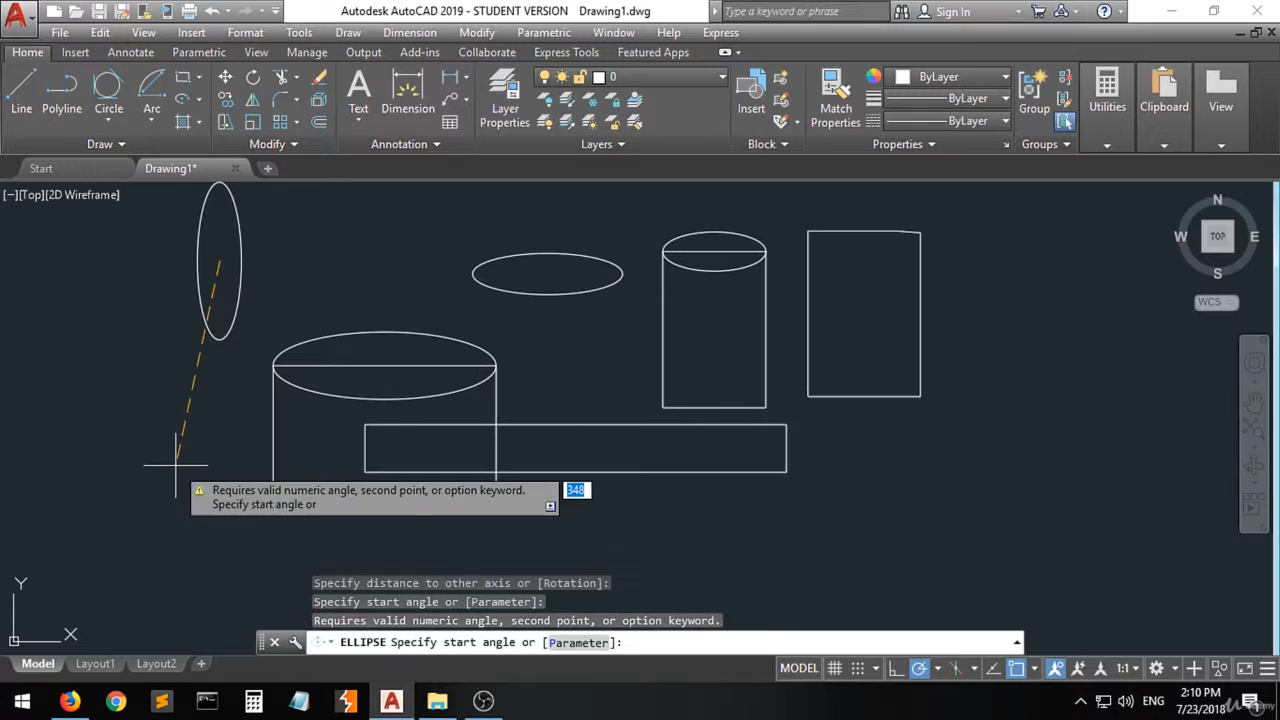 Autodesk AutoCAD 2019 - STUDENT VERSION Drawing1.dwg
Type a keyword or phrase
Sign In
File Edit View Insert Format Tools Draw Dimension Modify Parametric Window Help Express
Home Insert Annotate Parametric View Manage Output Add-ins Collaborate Express Tools Featured Apps
0
ByLayer
ByLayer
ByLayer
Line Polyline Circle Arc
Text Dimension
Layer
Properties
Insert
Match
Properties
Group
Utilities
Clipboard
View
Draw Modify Annotation Layers Block Properties Groups
Start
Drawing1*
[−][Top][2D Wireframe]
N
W TOP E
S
WCS
Requires valid numeric angle, second point, or option keyword.
Specify start angle or
348
Specify distance to other axis or [Rotation]:
Specify start angle or [Parameter]:
Requires valid numeric angle, second point, or option keyword.
ELLIPSE Specify start angle or [Parameter]:
Y
X
Model Layout1 Layout2
MODEL
1:1
ENG
2:10 PM
7/23/2018